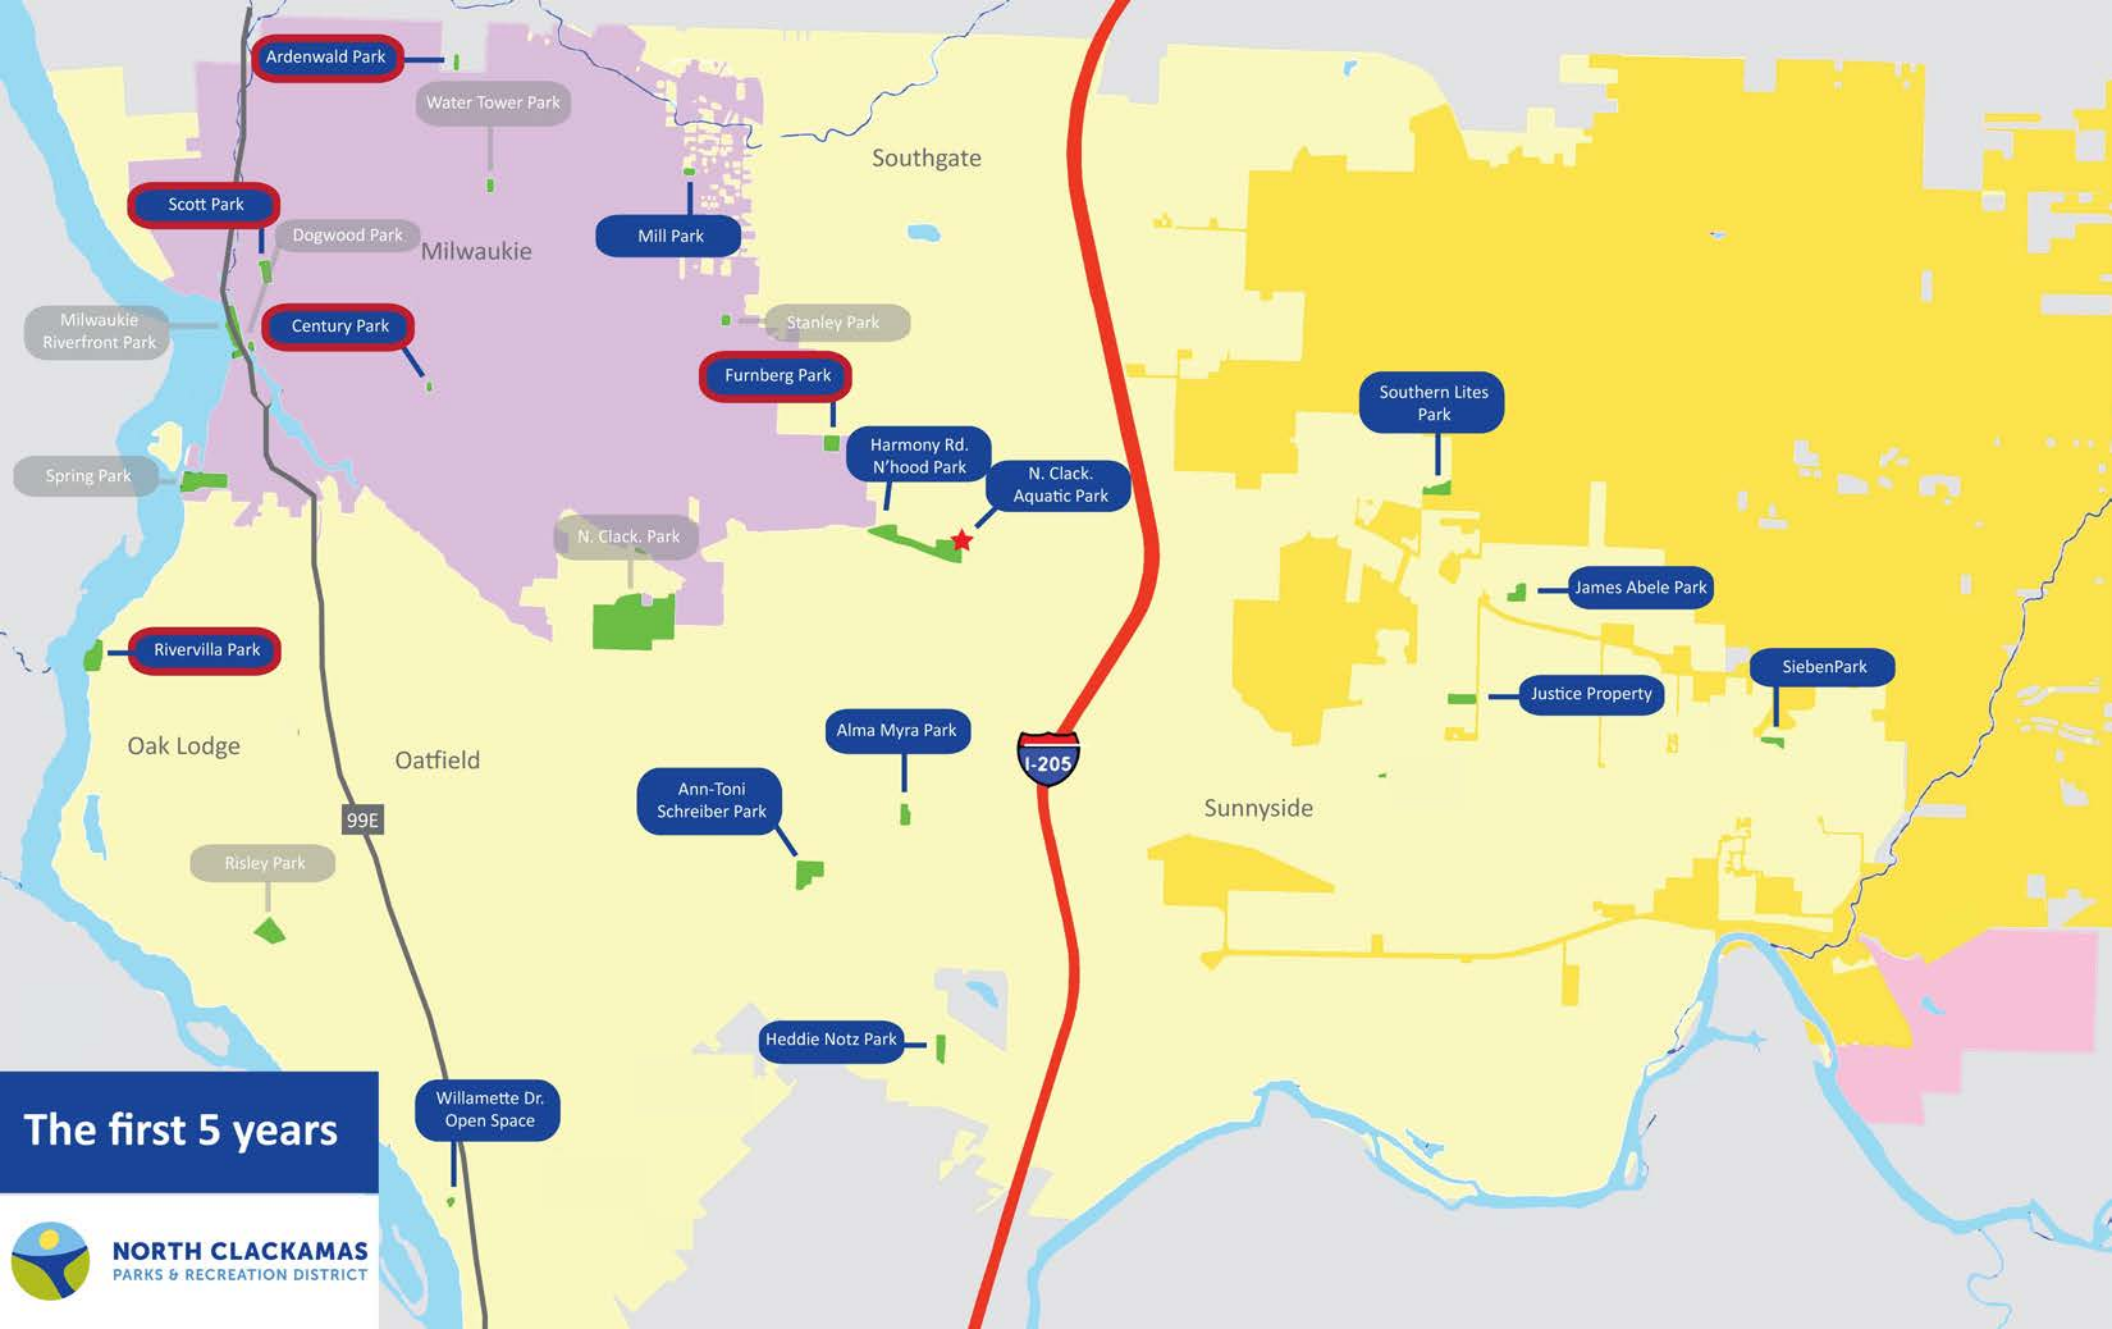 Ardenwald Park
Water Tower Park
Southgate
Scott Park
Dogwood Park
Milwaukie
Mill Park
Milwaukie
Riverfront Park
Century Park
Stanley Park
Furnberg Park
Southern Lites
Park
Harmony Rd.
N'hood Park
N. Clack.
Aquatic Park
Spring Park
N. Clack. Park
James Abele Park
Rivervilla Park
SiebenPark
Justice Property
Oak Lodge
Oatfield
Alma Myra Park
I-205
Ann-Toni
Schreiber Park
Sunnyside
99E
Risley Park
Heddie Notz Park
Willamette Dr.
Open Space
The first 5 years
NORTH CLACKAMAS
PARKS & RECREATION DISTRICT